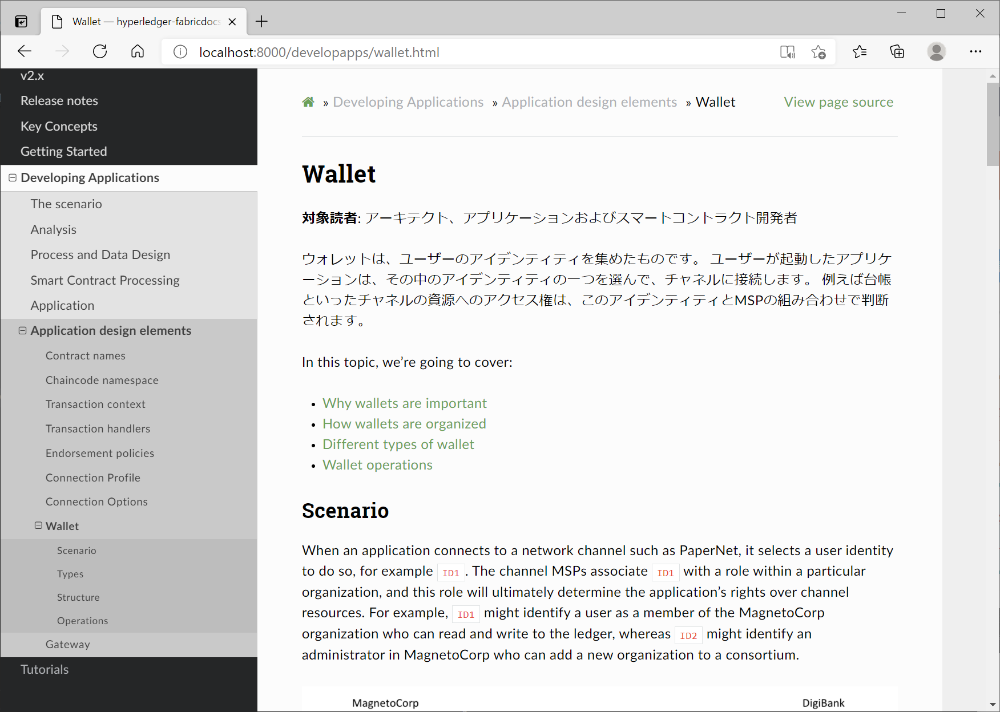 Wallet — hyperledger-fabricdocs
localhost:8000/developapps/wallet.html
v2.x
Release notes
Key Concepts
Getting Started
Developing Applications
The scenario
Analysis
Process and Data Design
Smart Contract Processing
Application
Application design elements
Contract names
Chaincode namespace
Transaction context
Transaction handlers
Endorsement policies
Connection Profile
Connection Options
Wallet
Scenario
Types
Structure
Operations
Gateway
Tutorials
» Developing Applications » Application design elements » Wallet View page source
Wallet
対象読者: アーキテクト、アプリケーションおよびスマートコントラクト開発者
ウォレットは、ユーザーのアイデンティティを集めたものです。 ユーザーが起動したアプリケ
ーションは、その中のアイデンティティの一つを選んで、チャネルに接続します。 例えば台帳
といったチャネルの資源へのアクセス権は、このアイデンティティとMSPの組み合わせで判断
されます。
In this topic, we’re going to cover:
• Why wallets are important
• How wallets are organized
• Different types of wallet
• Wallet operations
Scenario
When an application connects to a network channel such as PaperNet, it selects a user identity
to do so, for example ID1. The channel MSPs associate ID1 with a role within a particular
organization, and this role will ultimately determine the application’s rights over channel
resources. For example, ID1 might identify a user as a member of the MagnetoCorp
organization who can read and write to the ledger, whereas ID2 might identify an
administrator in MagnetoCorp who can add a new organization to a consortium.
MagnetoCorp DigiBank